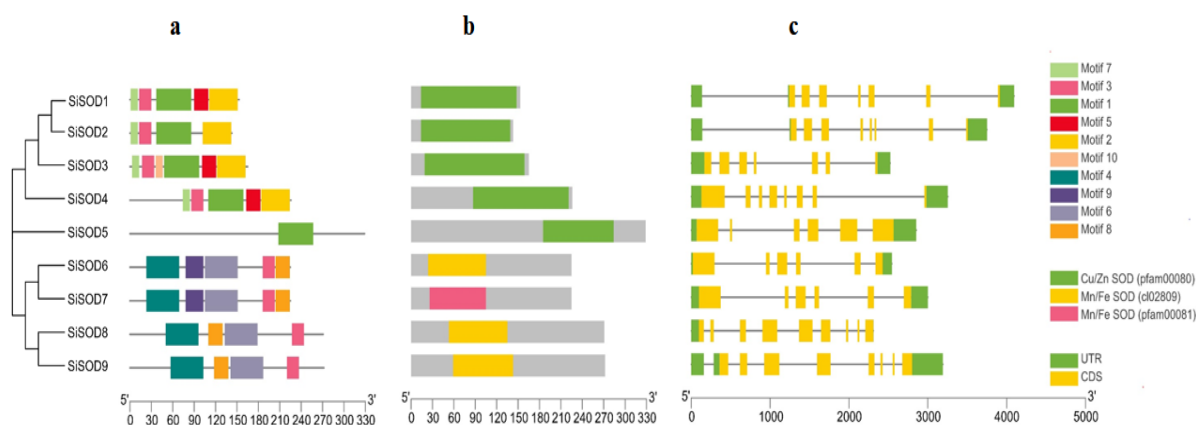 a b c
SiSOD1
SiSOD2
SiSOD3
SiSOD4
SiSOD5
SiSOD6
SiSOD7
SiSOD8
SiSOD9
5' 3'
0 30 60 90 120 150 180 210 240 270 300 330
5' 3'
0 30 60 90 120 150 180 210 240 270 300 330
5' 3'
0 1000 2000 3000 4000 5000
Motif 7
Motif 3
Motif 1
Motif 5
Motif 2
Motif 10
Motif 4
Motif 9
Motif 6
Motif 8
Cu/Zn SOD (pfam00080)
Mn/Fe SOD (cl02809)
Mn/Fe SOD (pfam00081)
UTR
CDS